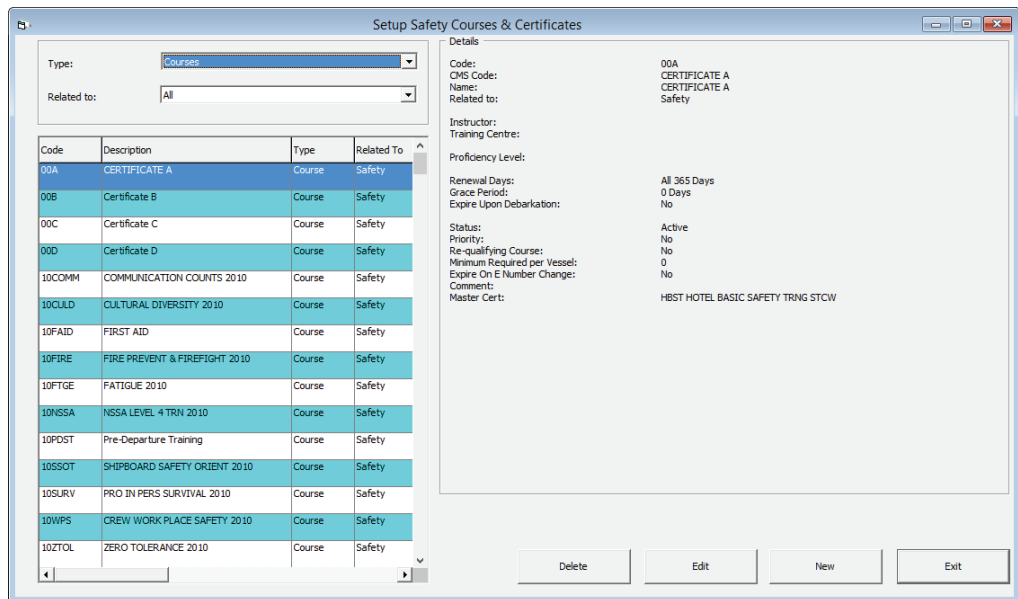 Setup Safety Courses & Certificates
Type: Courses
Related to: All
Code Description Type Related To
00A CERTIFICATE A Course Safety
00B Certificate B Course Safety
00C Certificate C Course Safety
00D Certificate D Course Safety
10COMM COMMUNICATION COUNTS 2010 Course Safety
10CULD CULTURAL DIVERSITY 2010 Course Safety
10FAID FIRST AID Course Safety
10FIRE FIRE PREVENT & FIREFIGHT 2010 Course Safety
10FTGE FATIGUE 2010 Course Safety
10NSSA NSSA LEVEL 4 TRN 2010 Course Safety
10PDST Pre-Departure Training Course Safety
10SSOT SHIPBOARD SAFETY ORIENT 2010 Course Safety
10SURV PRO IN PERS SURVIVAL 2010 Course Safety
10WPS CREW WORK PLACE SAFETY 2010 Course Safety
10ZTOL ZERO TOLERANCE 2010 Course Safety
Details
Code: 00A
CMS Code: CERTIFICATE A
Name: CERTIFICATE A
Related to: Safety
Instructor:
Training Centre:
Proficiency Level:
Renewal Days: All 365 Days
Grace Period: 0 Days
Expire Upon Debarkation: No
Status: Active
Priority: No
Re-qualifying Course: No
Minimum Required per Vessel: 0
Expire On E Number Change: No
Comment:
Master Cert: HBST HOTEL BASIC SAFETY TRNG STCW
Delete Edit New Exit